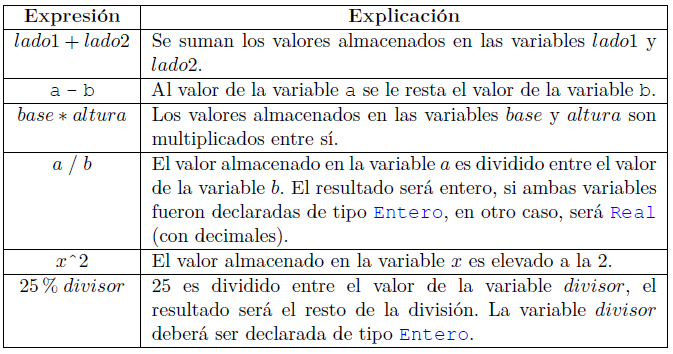 Expresión Explicación
lado1 + lado2 Se suman los valores almacenados en las variables lado1 y
lado2.
a - b Al valor de la variable a se le resta el valor de la variable b.
base ∗ altura Los valores almacenados en las variables base y altura son
multiplicados entre sí.
a / b El valor almacenado en la variable a es dividido entre el valor
de la variable b. El resultado será entero, si ambas variables
fueron declaradas de tipo Entero, en otro caso, será Real
(con decimales).
x^2 El valor almacenado en la variable x es elevado a la 2.
25 % divisor 25 es dividido entre el valor de la variable divisor, el
resultado será el resto de la división. La variable divisor
deberá ser declarada de tipo Entero.